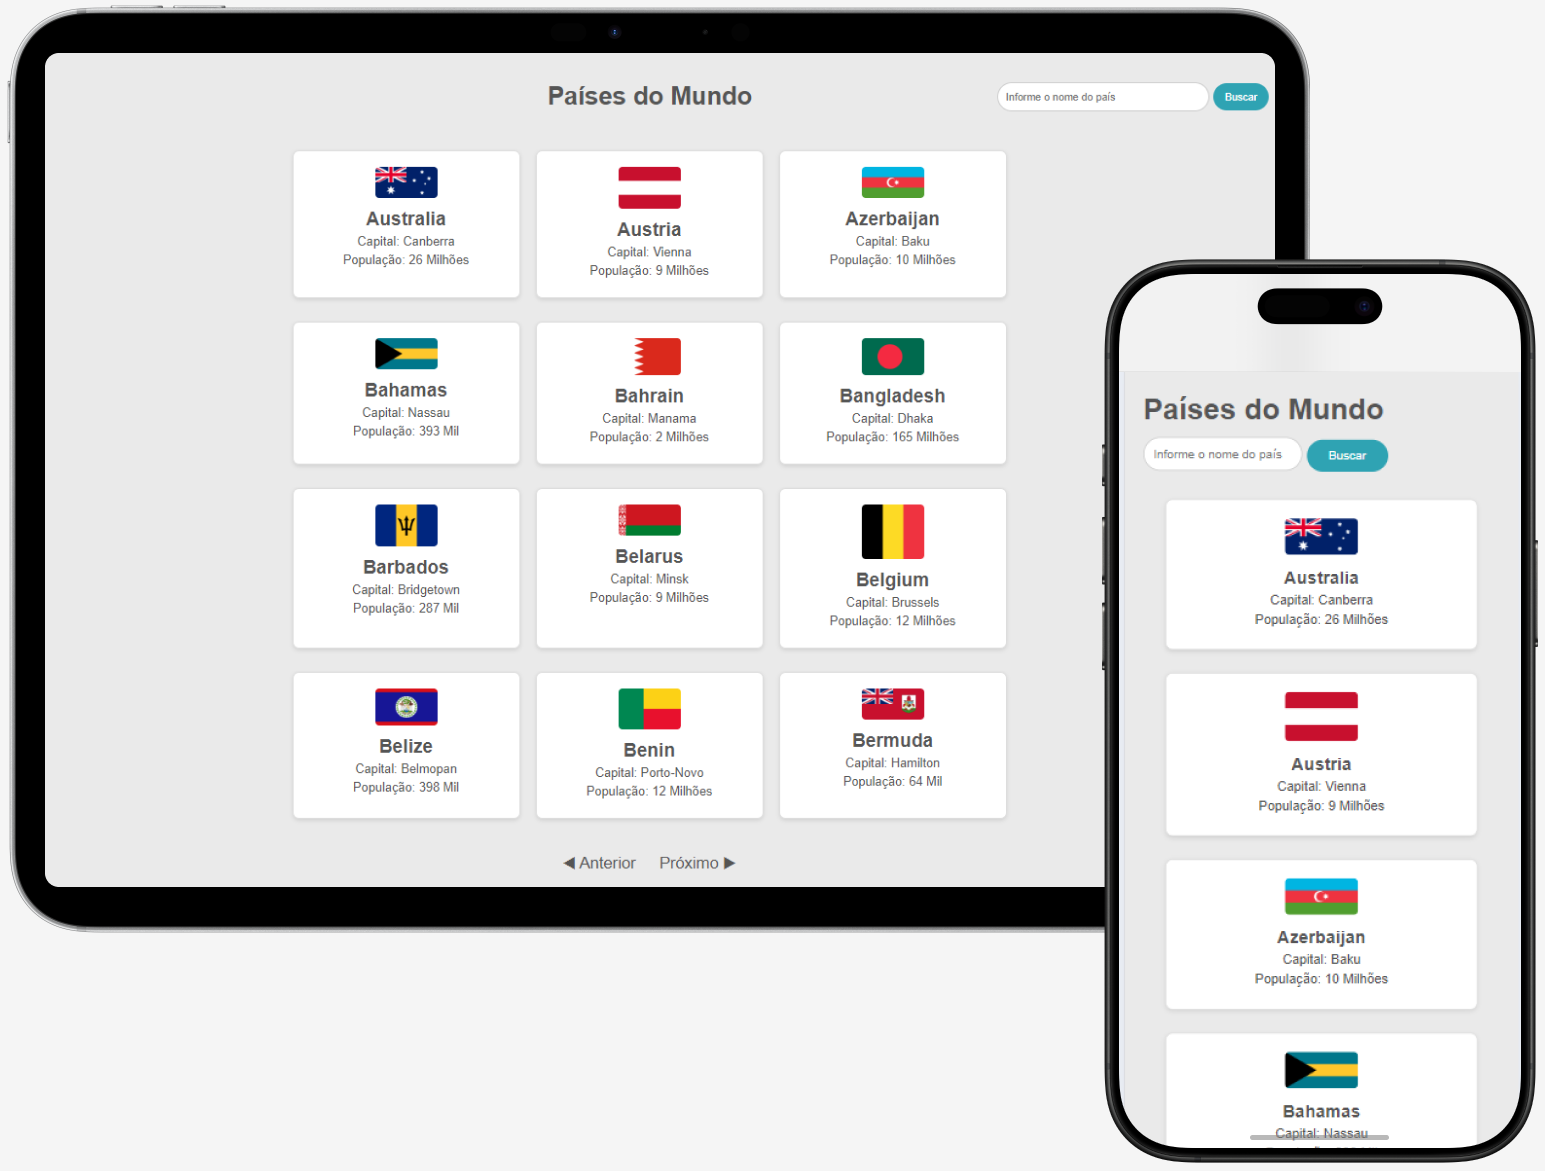 Países do Mundo
Informe o nome do país
Buscar
Australia
Capital: Canberra
População: 26 Milhões
Austria
Capital: Vienna
População: 9 Milhões
Azerbaijan
Capital: Baku
População: 10 Milhões
Bahamas
Capital: Nassau
População: 393 Mil
Bahrain
Capital: Manama
População: 2 Milhões
Bangladesh
Capital: Dhaka
População: 165 Milhões
Barbados
Capital: Bridgetown
População: 287 Mil
Belarus
Capital: Minsk
População: 9 Milhões
Belgium
Capital: Brussels
População: 12 Milhões
Belize
Capital: Belmopan
População: 398 Mil
Benin
Capital: Porto-Novo
População: 12 Milhões
Bermuda
Capital: Hamilton
População: 64 Mil
◀ Anterior
Próximo ▶
Países do Mundo
Informe o nome do país
Buscar
Australia
Capital: Canberra
População: 26 Milhões
Austria
Capital: Vienna
População: 9 Milhões
Azerbaijan
Capital: Baku
População: 10 Milhões
Bahamas
Capital: Nassau